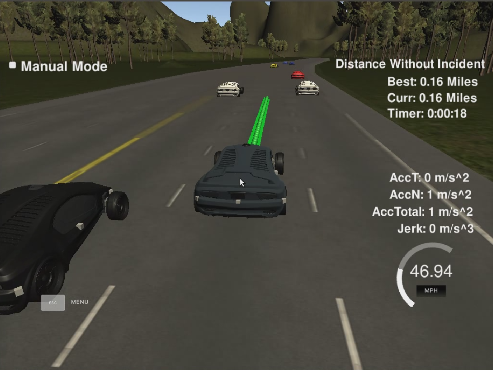 Manual Mode
Distance Without Incident
Best: 0.16 Miles
Curr: 0.16 Miles
Timer: 0:00:18
AccT: 0 m/s^2
AccN: 1 m/s^2
AccTotal: 1 m/s^2
Jerk: 0 m/s^3
46.94
MPH
MENU